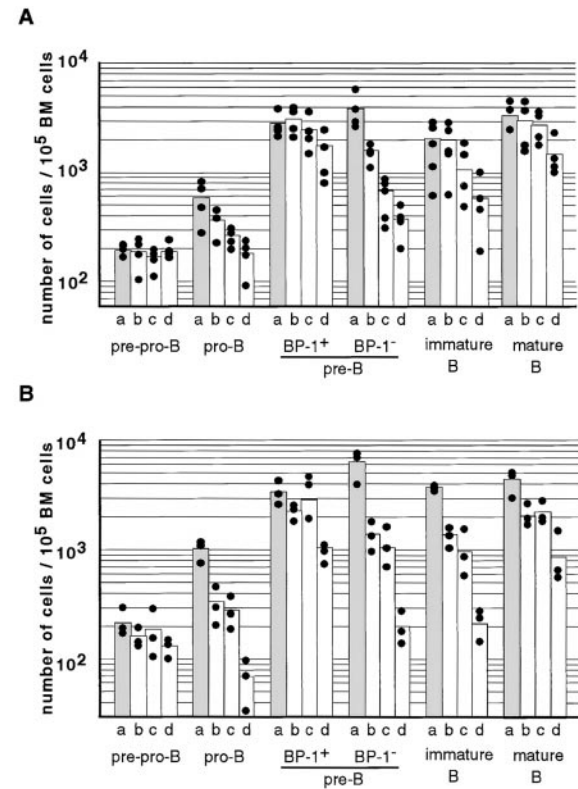 A
number of cells / 10⁵ BM cells
10⁴
10³
10²
a b c d a b c d a b c d a b c d a b c d a b c d
pre-pro-B pro-B BP-1⁺ BP-1⁻ immature mature
pre-B B B
B
number of cells / 10⁵ BM cells
10⁴
10³
10²
a b c d a b c d a b c d a b c d a b c d a b c d
pre-pro-B pro-B BP-1⁺ BP-1⁻ immature mature
pre-B B B